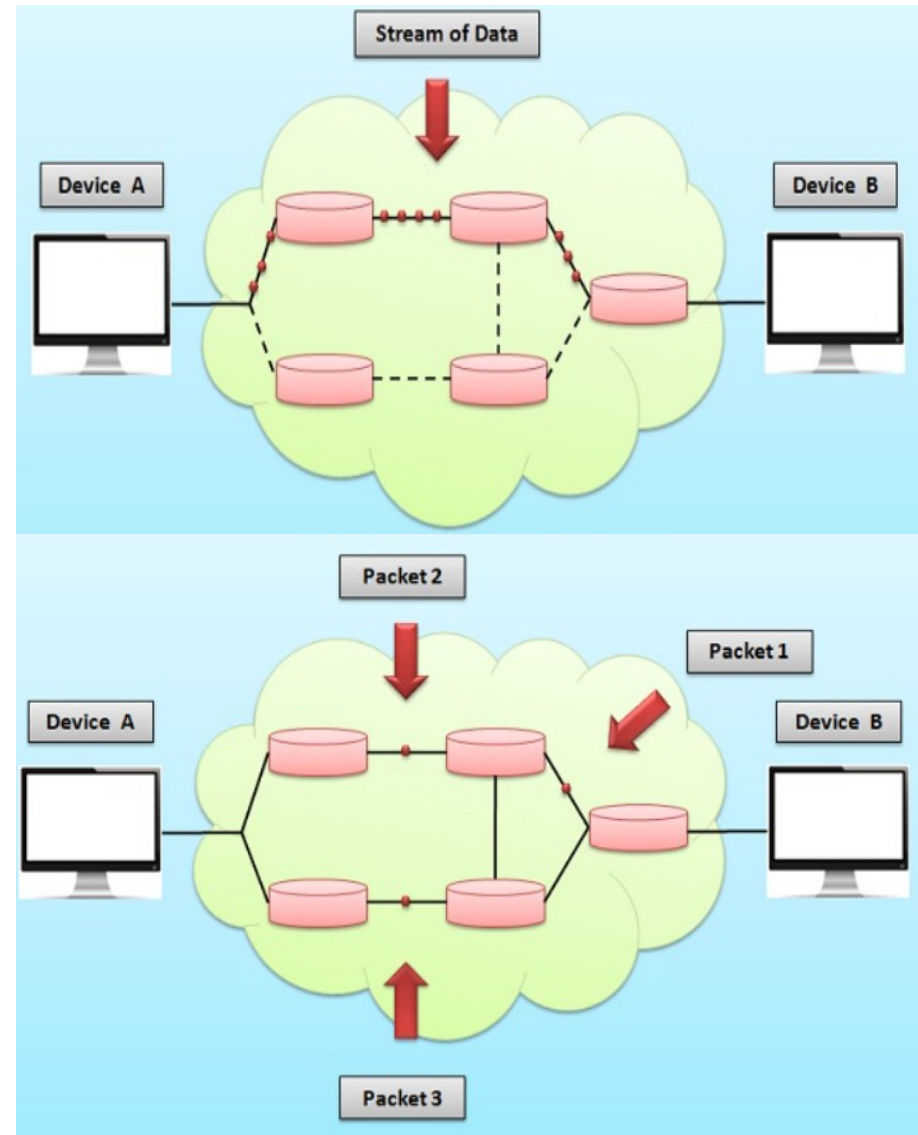 Stream of Data
Device A
Device B
Packet 2
Packet 1
Device A
Device B
Packet 3